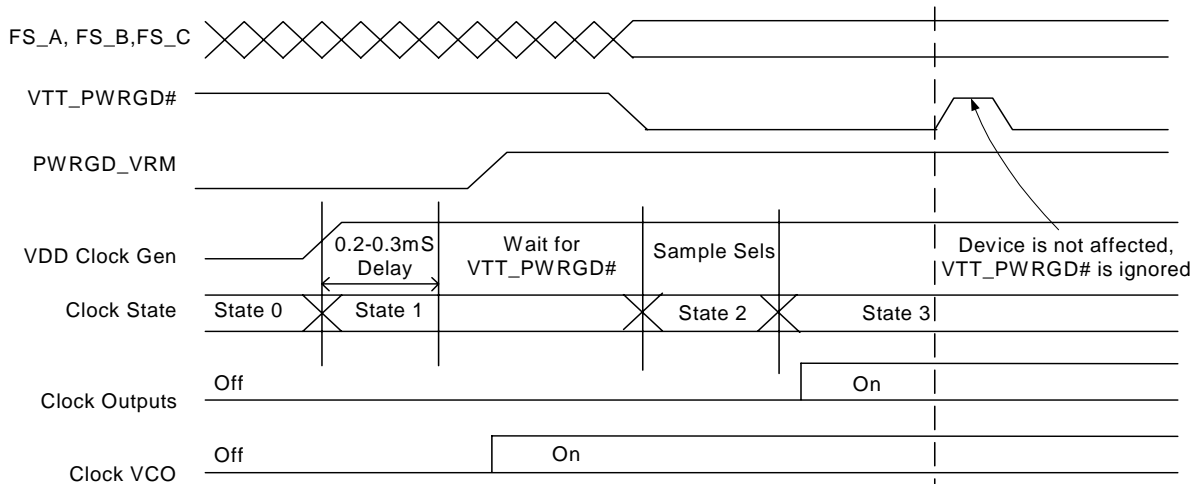 FS_A, FS_B,FS_C
VTT_PWRGD#
PWRGD_VRM
VDD Clock Gen
0.2-0.3mS
Delay
Wait for
VTT_PWRGD#
Sample Sels
Device is not affected,
VTT_PWRGD# is ignored
Clock State
State 0
State 1
State 2
State 3
Clock Outputs
Off
On
Clock VCO
Off
On